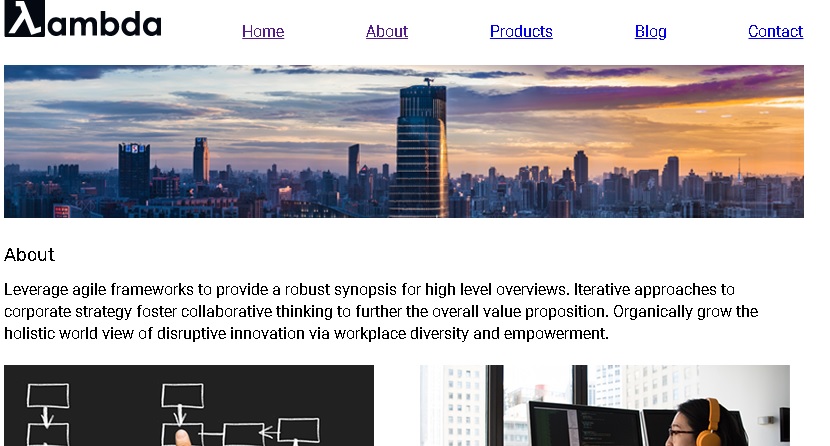 λambda
Home About Products Blog Contact
About
Leverage agile frameworks to provide a robust synopsis for high level overviews. Iterative approaches to
corporate strategy foster collaborative thinking to further the overall value proposition. Organically grow the
holistic world view of disruptive innovation via workplace diversity and empowerment.